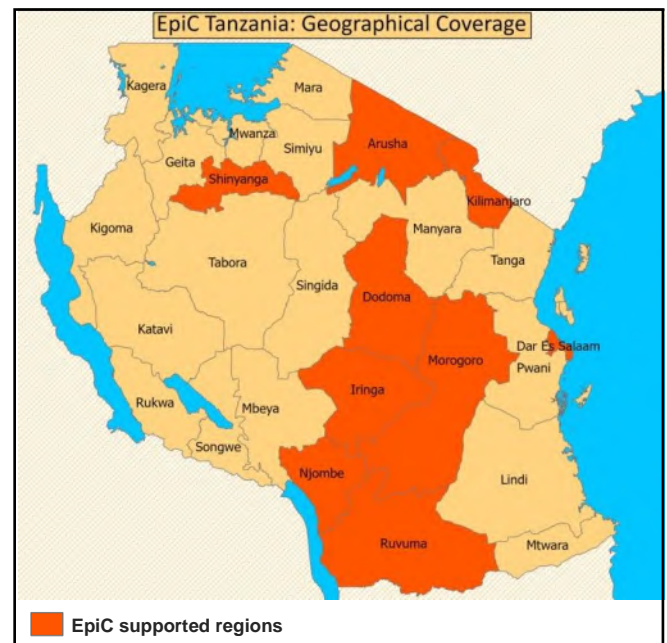 EpiC Tanzania: Geographical Coverage
Kagera
Mara
Mwanza
Simiyu
Arusha
Geita
Shinyanga
Kilimanjaro
Kigoma
Manyara
Tabora
Singida
Tanga
Dodoma
Katavi
Dar Es Salaam
Morogoro
Pwani
Iringa
Rukwa
Mbeya
Songwe
Njombe
Lindi
Ruvuma
Mtwara
EpiC supported regions